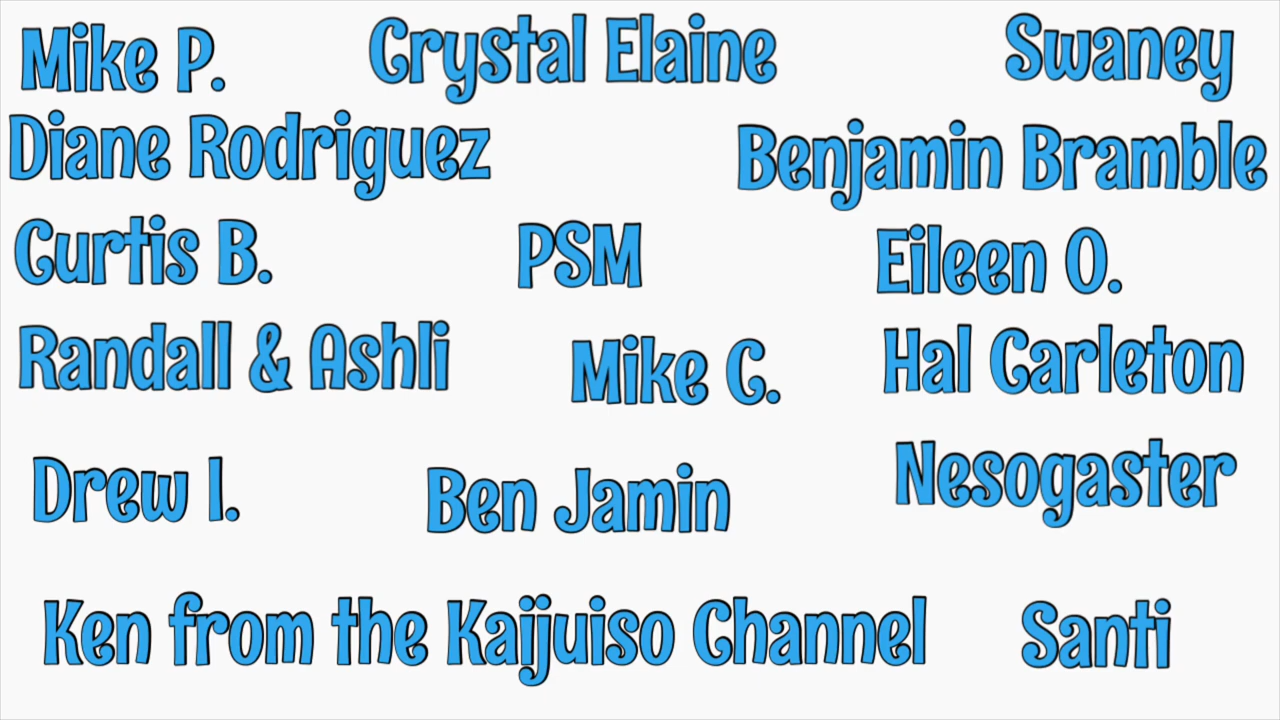 Mike P. Crystal Elaine Swaney
Diane Rodriguez Benjamin Bramble
Curtis B. PSM Eileen O.
Randall & Ashli Mike C. Hal Carleton
Drew I. Ben Jamin Nesogaster
Ken from the Kaijuiso Channel Santi